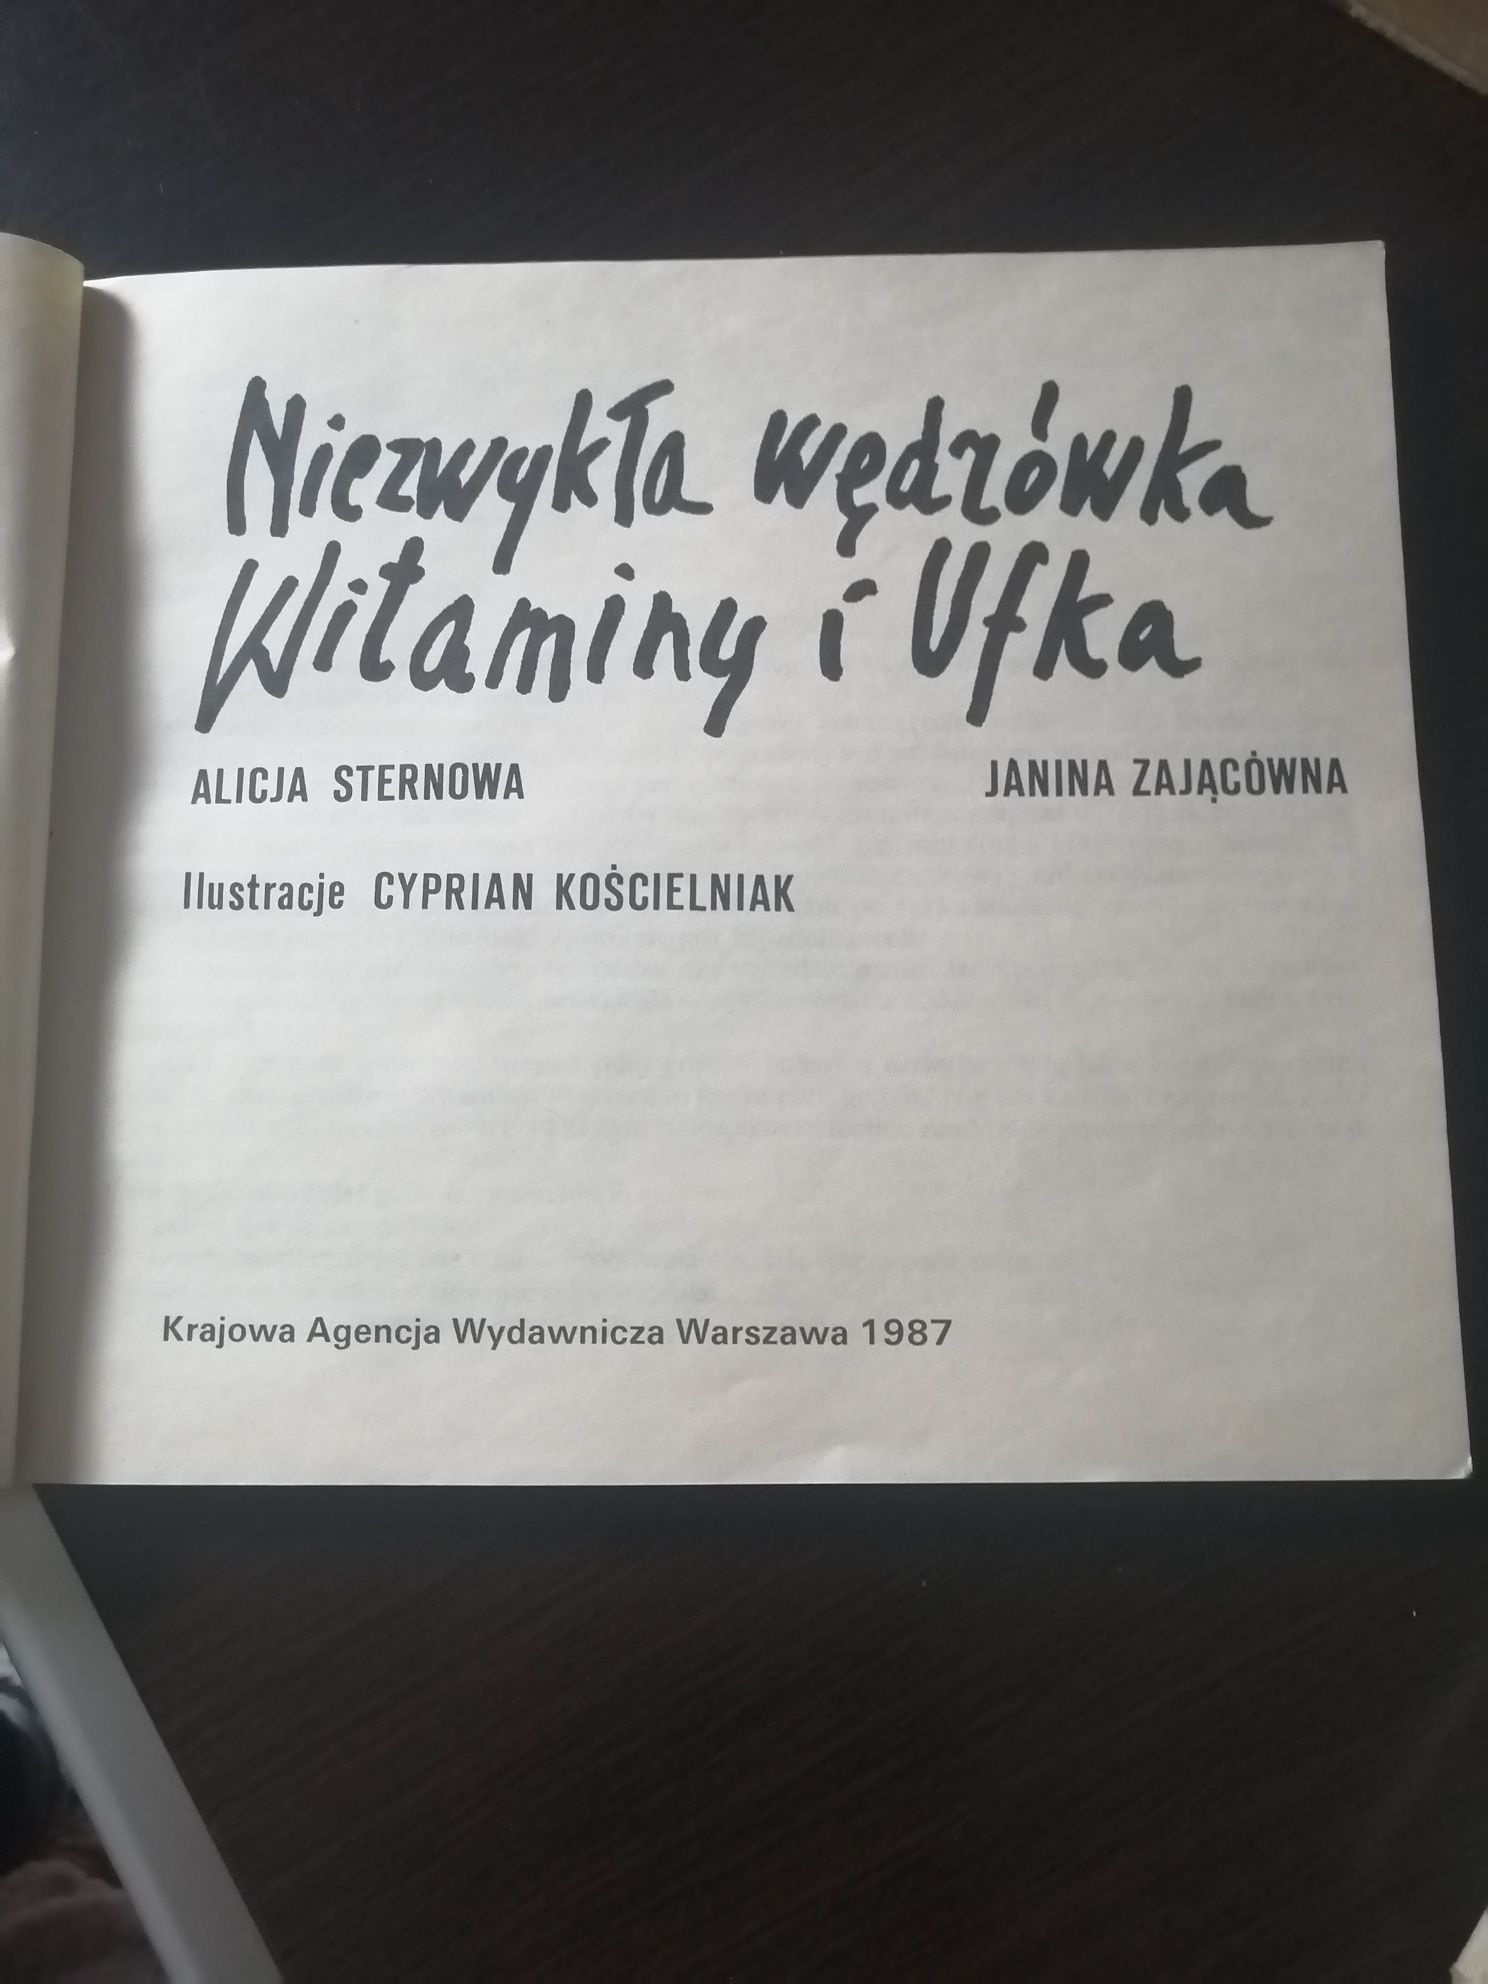 Niezwykła wędrówka
Witaminy i Ufka
ALICJA STERNOWA JANINA ZAJĄCÓWNA
Ilustracje CYPRIAN KOŚCIELNIAK
Krajowa Agencja Wydawnicza Warszawa 1987